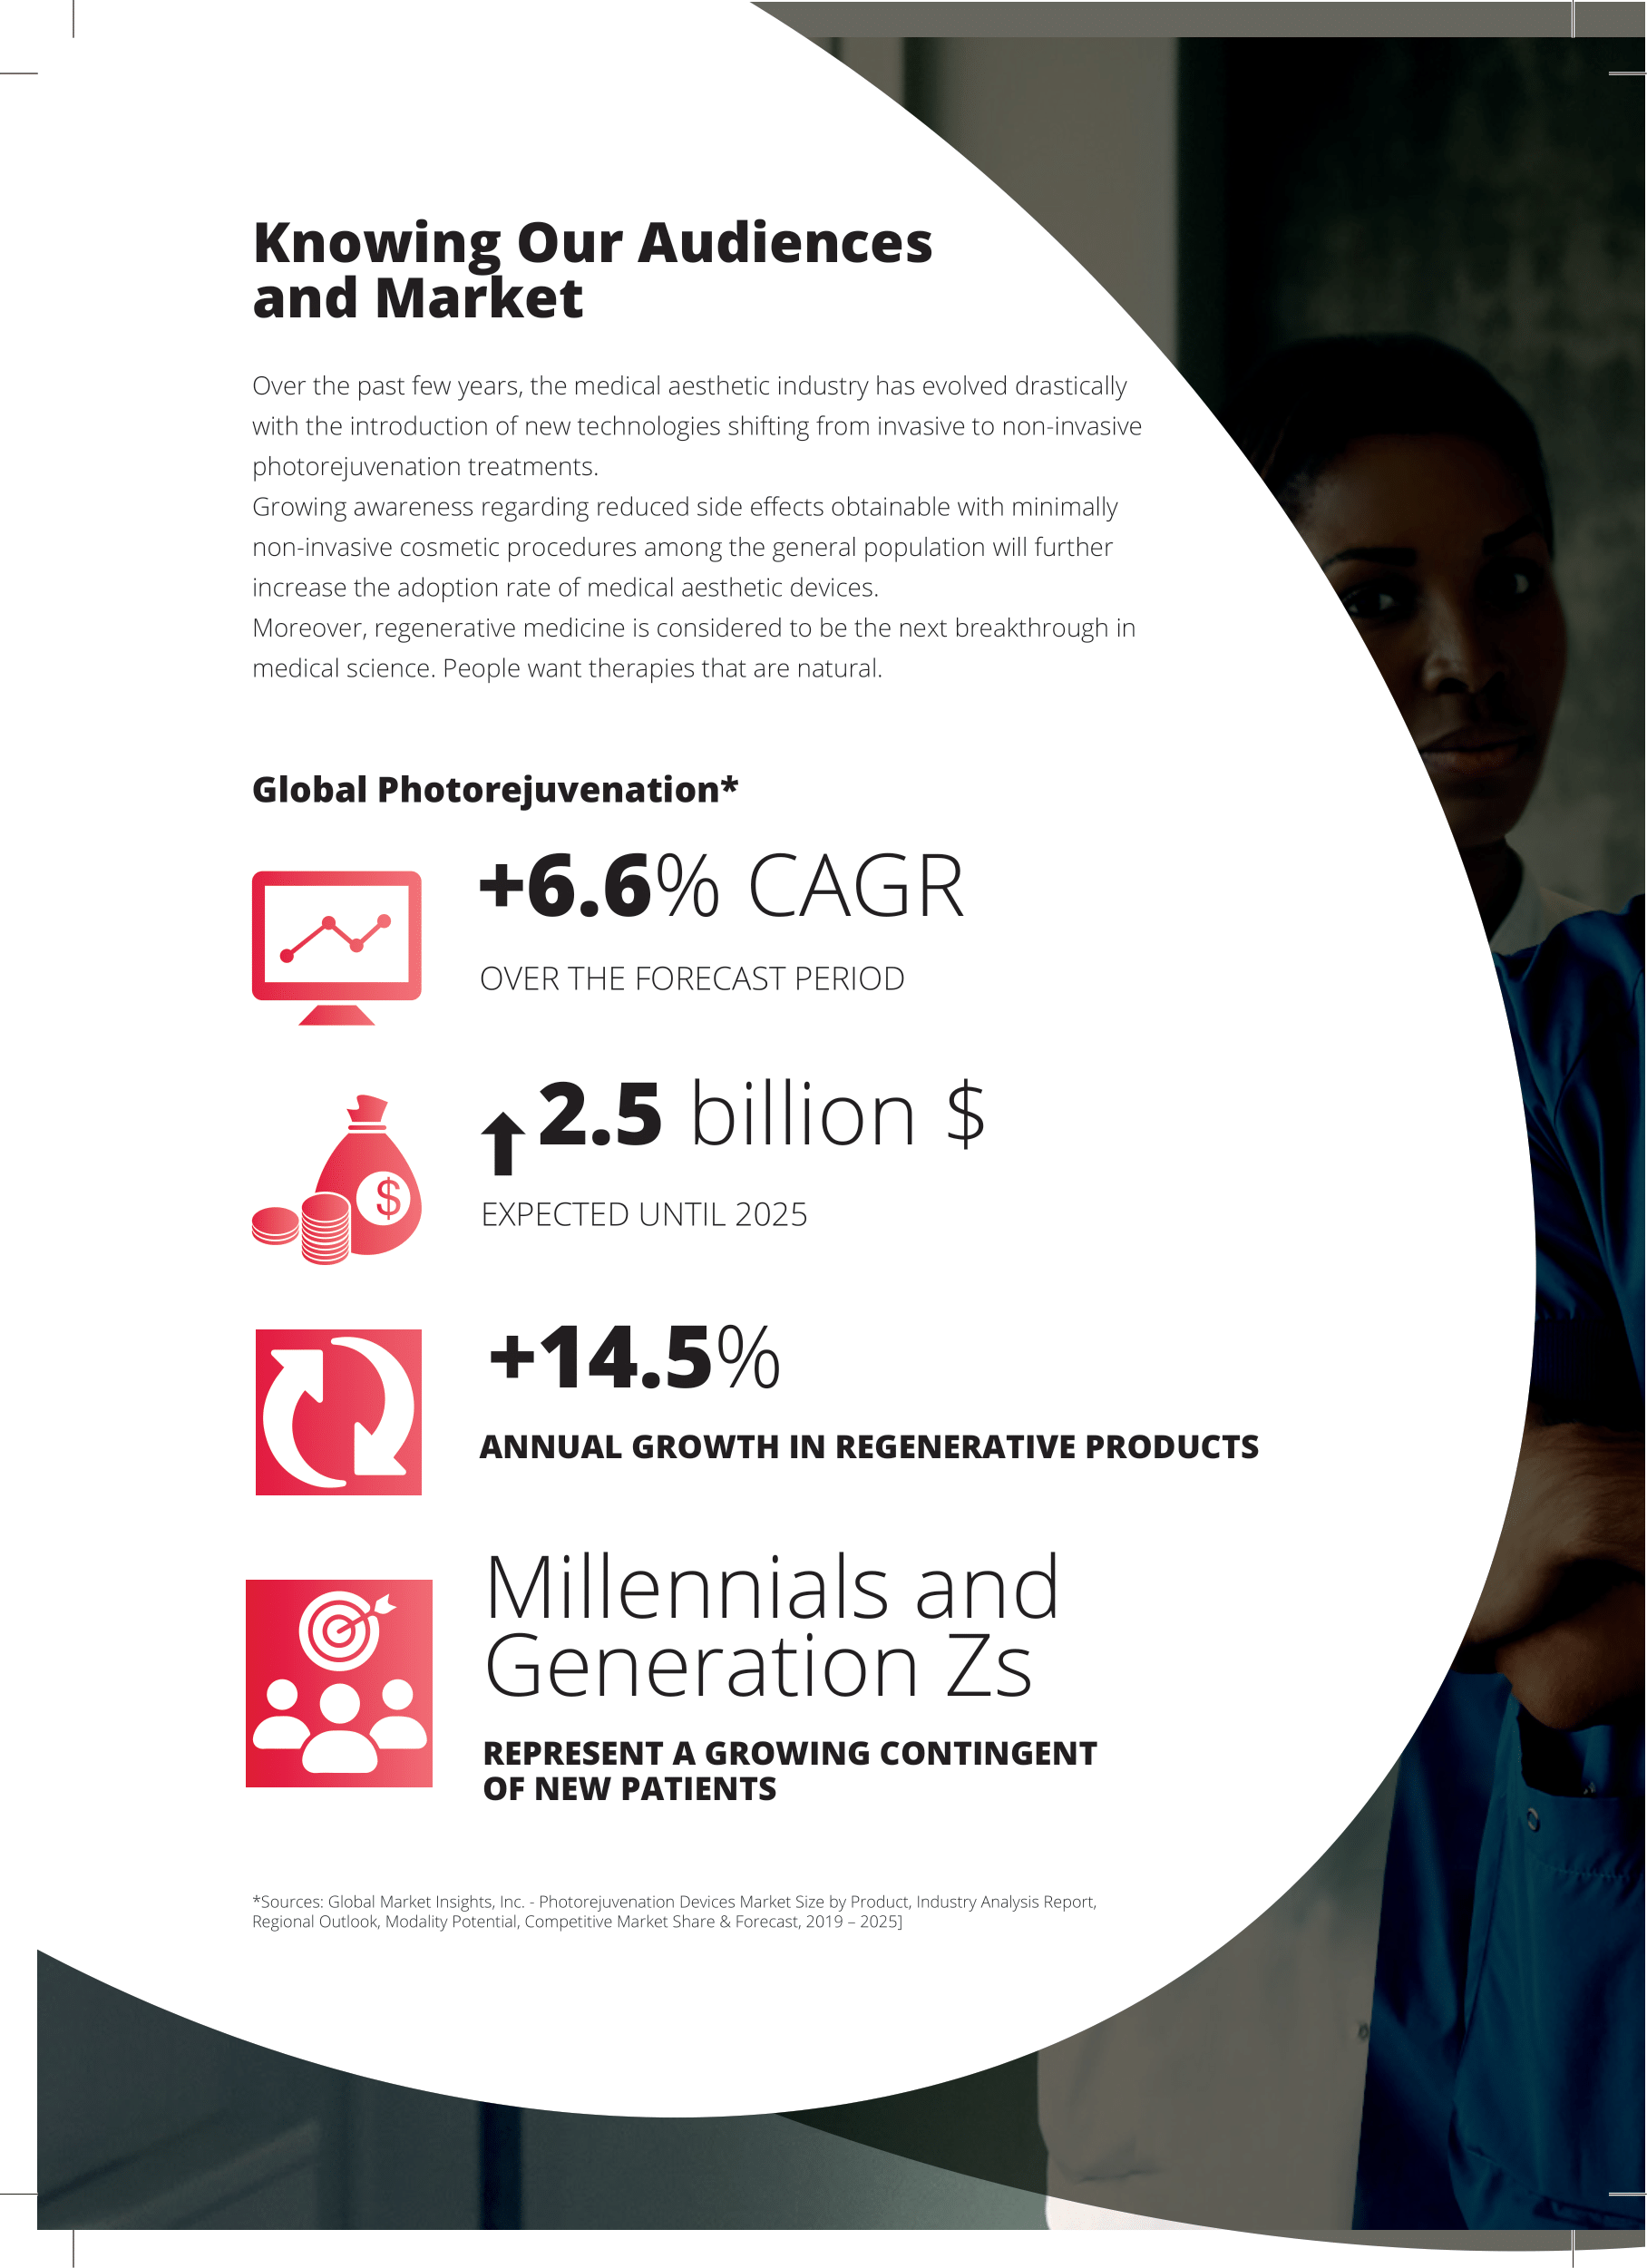 Knowing Our Audiences
and Market
Over the past few years, the medical aesthetic industry has evolved drastically
with the introduction of new technologies shifting from invasive to non-invasive
photorejuvenation treatments.
Growing awareness regarding reduced side effects obtainable with minimally
non-invasive cosmetic procedures among the general population will further
increase the adoption rate of medical aesthetic devices.
Moreover, regenerative medicine is considered to be the next breakthrough in
medical science. People want therapies that are natural.
Global Photorejuvenation*
+6.6% CAGR
OVER THE FORECAST PERIOD
2.5 billion $
$
EXPECTED UNTIL 2025
+14.5%
ANNUAL GROWTH IN REGENERATIVE PRODUCTS
Millennials and
Generation Zs
REPRESENT A GROWING CONTINGENT
OF NEW PATIENTS
*Sources: Global Market Insights, Inc. - Photorejuvenation Devices Market Size by Product, Industry Analysis Report,
Regional Outlook, Modality Potential, Competitive Market Share & Forecast, 2019 – 2025]